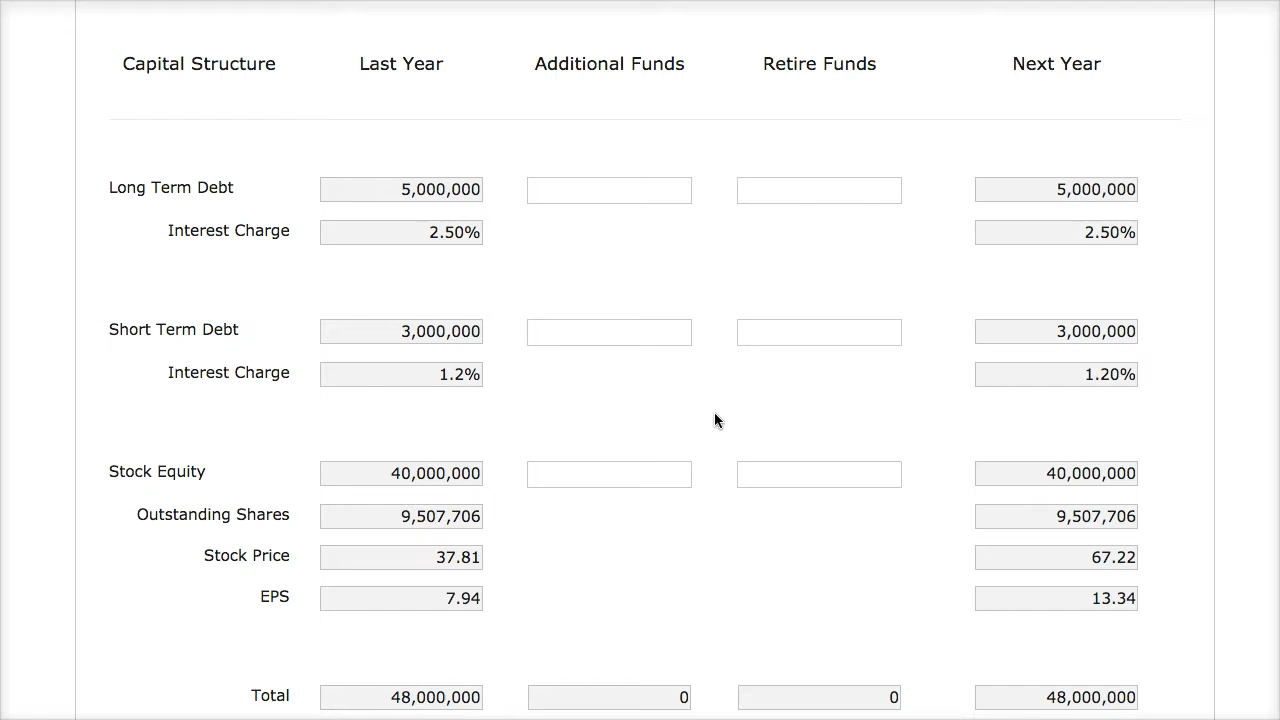 Capital Structure Last Year Additional Funds Retire Funds Next Year
Long Term Debt 5,000,000 5,000,000
Interest Charge 2.50% 2.50%
Short Term Debt 3,000,000 3,000,000
Interest Charge 1.2% 1.20%
Stock Equity 40,000,000 40,000,000
Outstanding Shares 9,507,706 9,507,706
Stock Price 37.81 67.22
EPS 7.94 13.34
Total 48,000,000 0 0 48,000,000